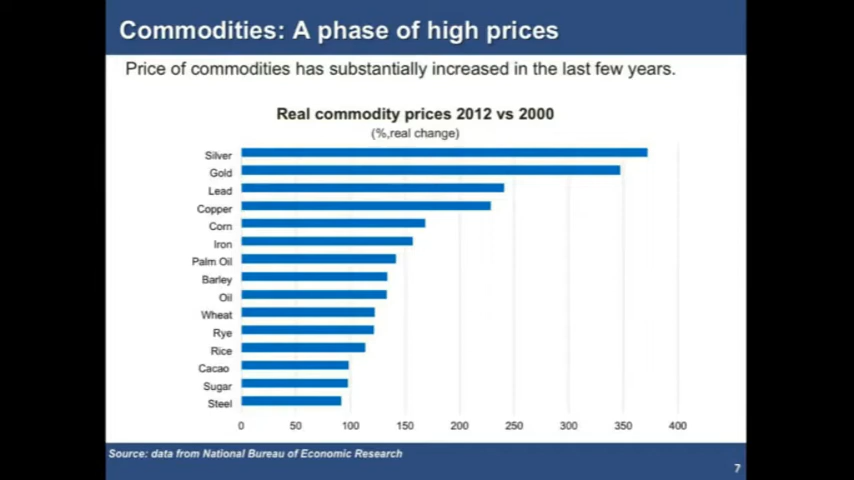 Commodities: A phase of high prices
Price of commodities has substantially increased in the last few years.
Real commodity prices 2012 vs 2000
(%,real change)
Silver
Gold
Lead
Copper
Corn
Iron
Palm Oil
Barley
Oil
Wheat
Rye
Rice
Cacao
Sugar
Steel
0 50 100 150 200 250 300 350 400
Source: data from National Bureau of Economic Research
7